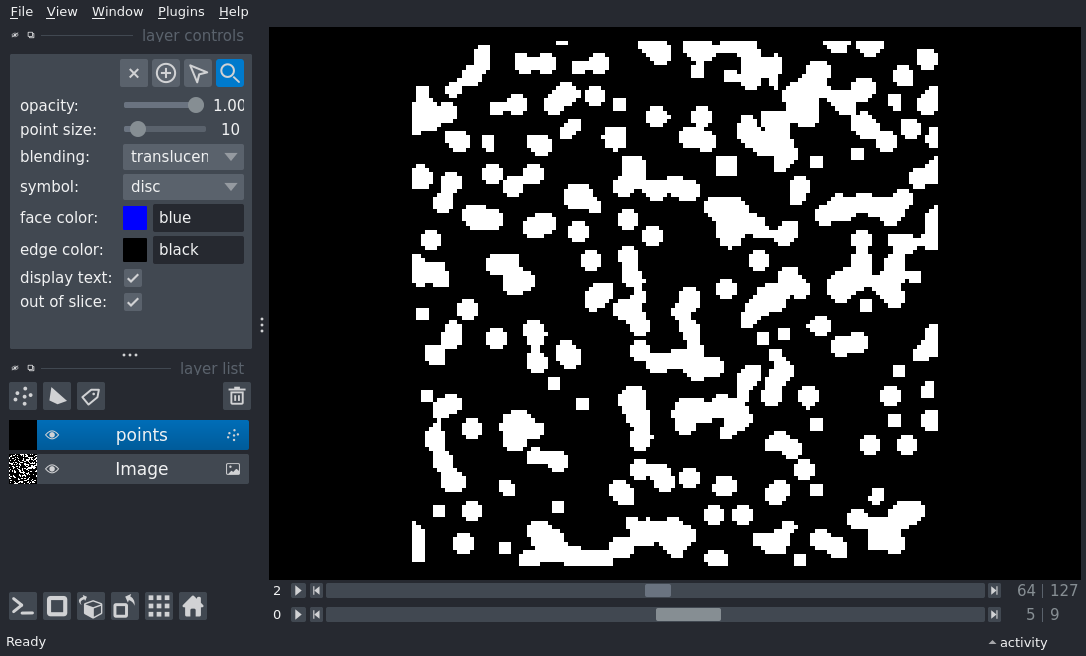 File View Window Plugins Help
layer controls
opacity: 1.00
point size: 10
blending: translucen
symbol: disc
face color: blue
edge color: black
display text:
out of slice:
layer list
points
Image
2 64 127
0 5 9
Ready activity